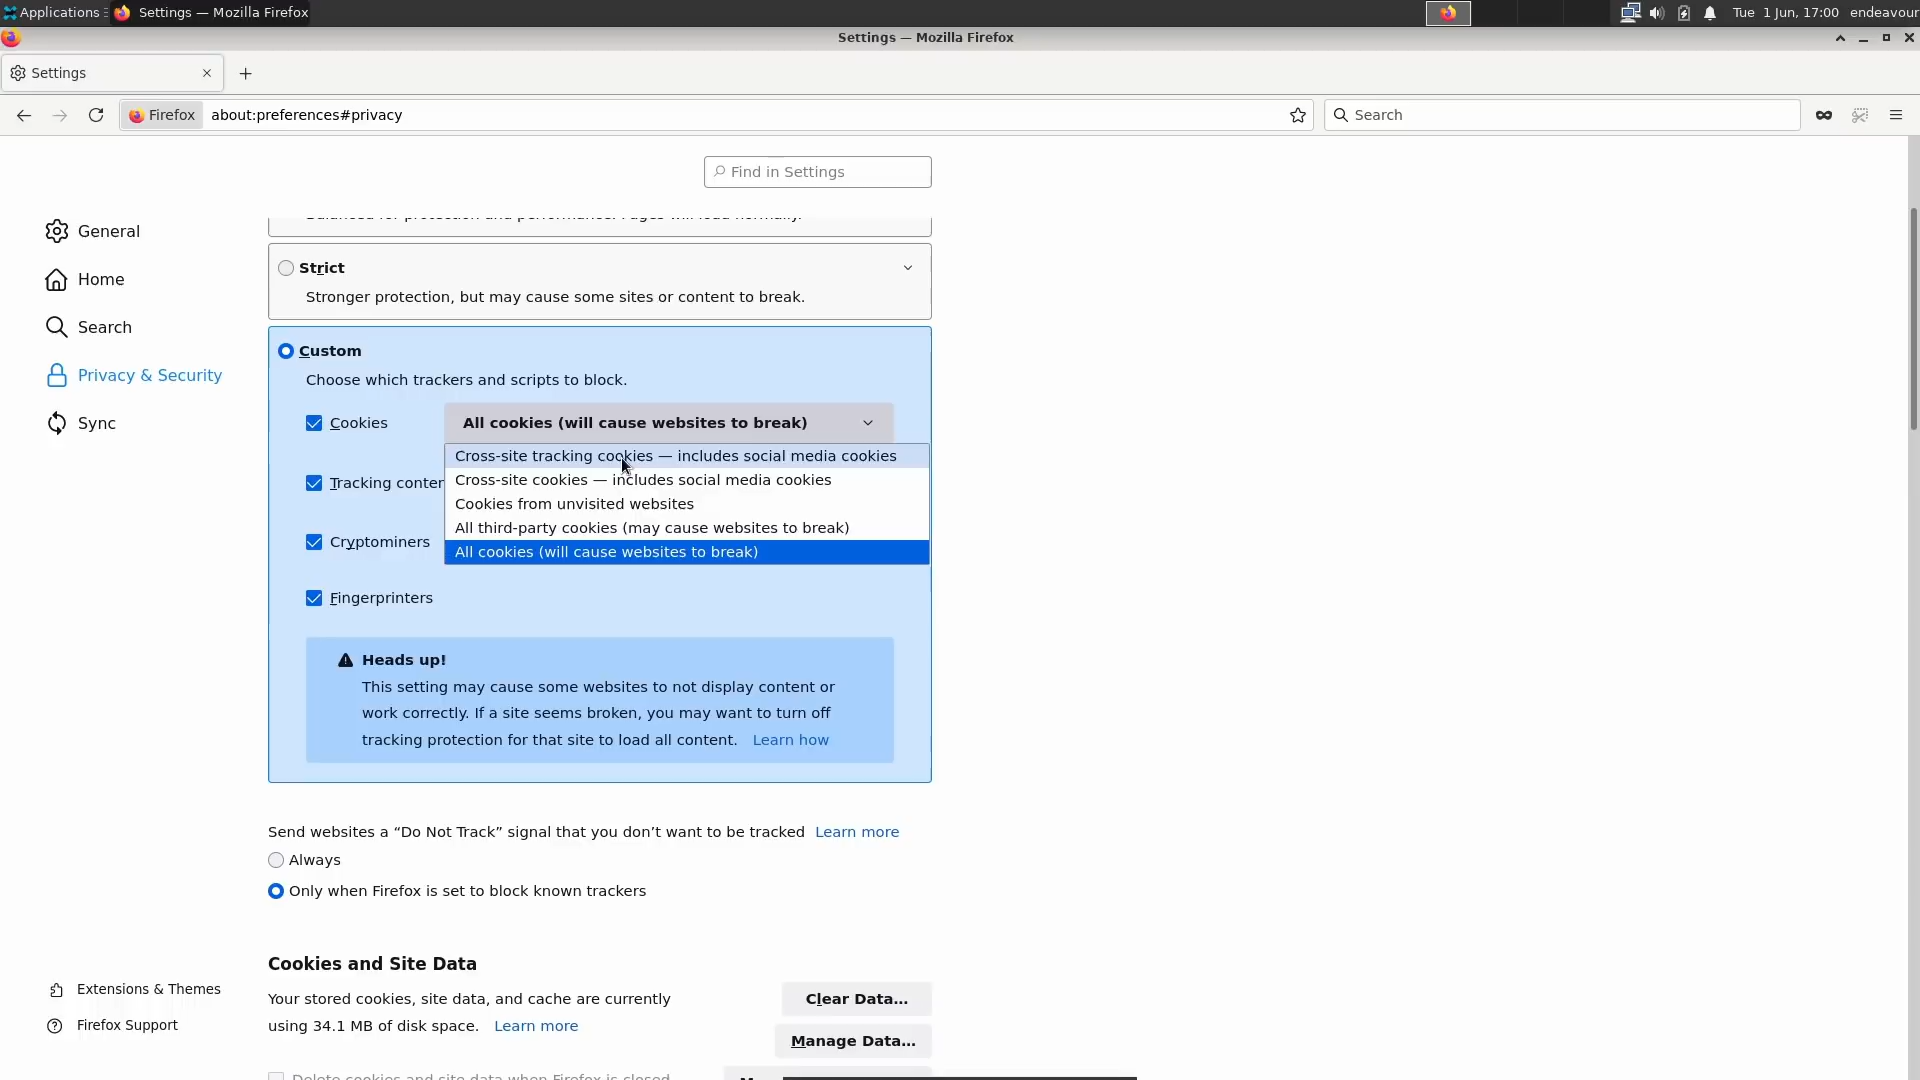 Applications
Settings — Mozilla Firefox
Tue 1 Jun, 17:00
endeavour
Settings — Mozilla Firefox
Settings
Firefox
about:preferences#privacy
Search
Find in Settings
General
Home
Search
Privacy & Security
Sync
Extensions & Themes
Firefox Support
Balanced for protection and performance. Pages will load normally.
Strict
Stronger protection, but may cause some sites or content to break.
Custom
Choose which trackers and scripts to block.
Cookies
All cookies (will cause websites to break)
Cross-site tracking cookies — includes social media cookies
Cross-site cookies — includes social media cookies
Cookies from unvisited websites
All third-party cookies (may cause websites to break)
All cookies (will cause websites to break)
Tracking conten
Cryptominers
Fingerprinters
Heads up!
This setting may cause some websites to not display content or
work correctly. If a site seems broken, you may want to turn off
tracking protection for that site to load all content. Learn how
Send websites a “Do Not Track” signal that you don’t want to be tracked Learn more
Always
Only when Firefox is set to block known trackers
Cookies and Site Data
Your stored cookies, site data, and cache are currently
using 34.1 MB of disk space. Learn more
Clear Data...
Manage Data...
Delete cookies and site data when Firefox is closed